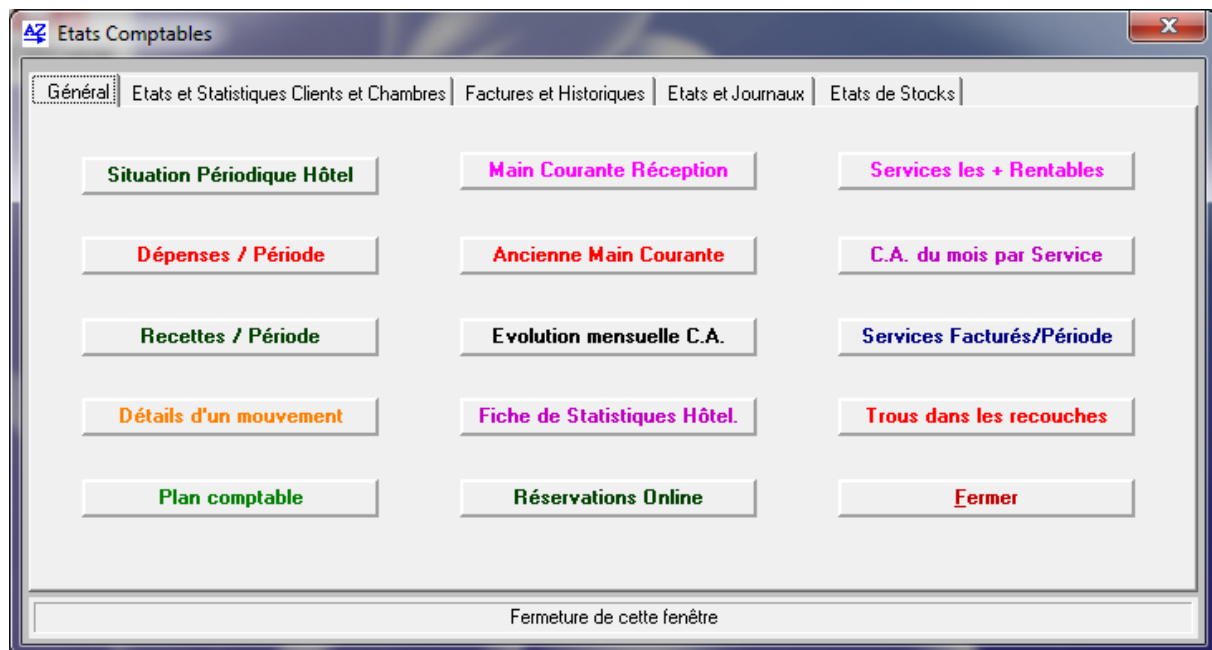 Etats Comptables
Général Etats et Statistiques Clients et Chambres Factures et Historiques Etats et Journaux Etats de Stocks
Situation Périodique Hôtel Main Courante Réception Services les + Rentables
Dépenses / Période Ancienne Main Courante C.A. du mois par Service
Recettes / Période Evolution mensuelle C.A. Services Facturés/Période
Détails d'un mouvement Fiche de Statistiques Hôtel. Trous dans les recouches
Plan comptable Réservations Online Fermer
Fermeture de cette fenêtre